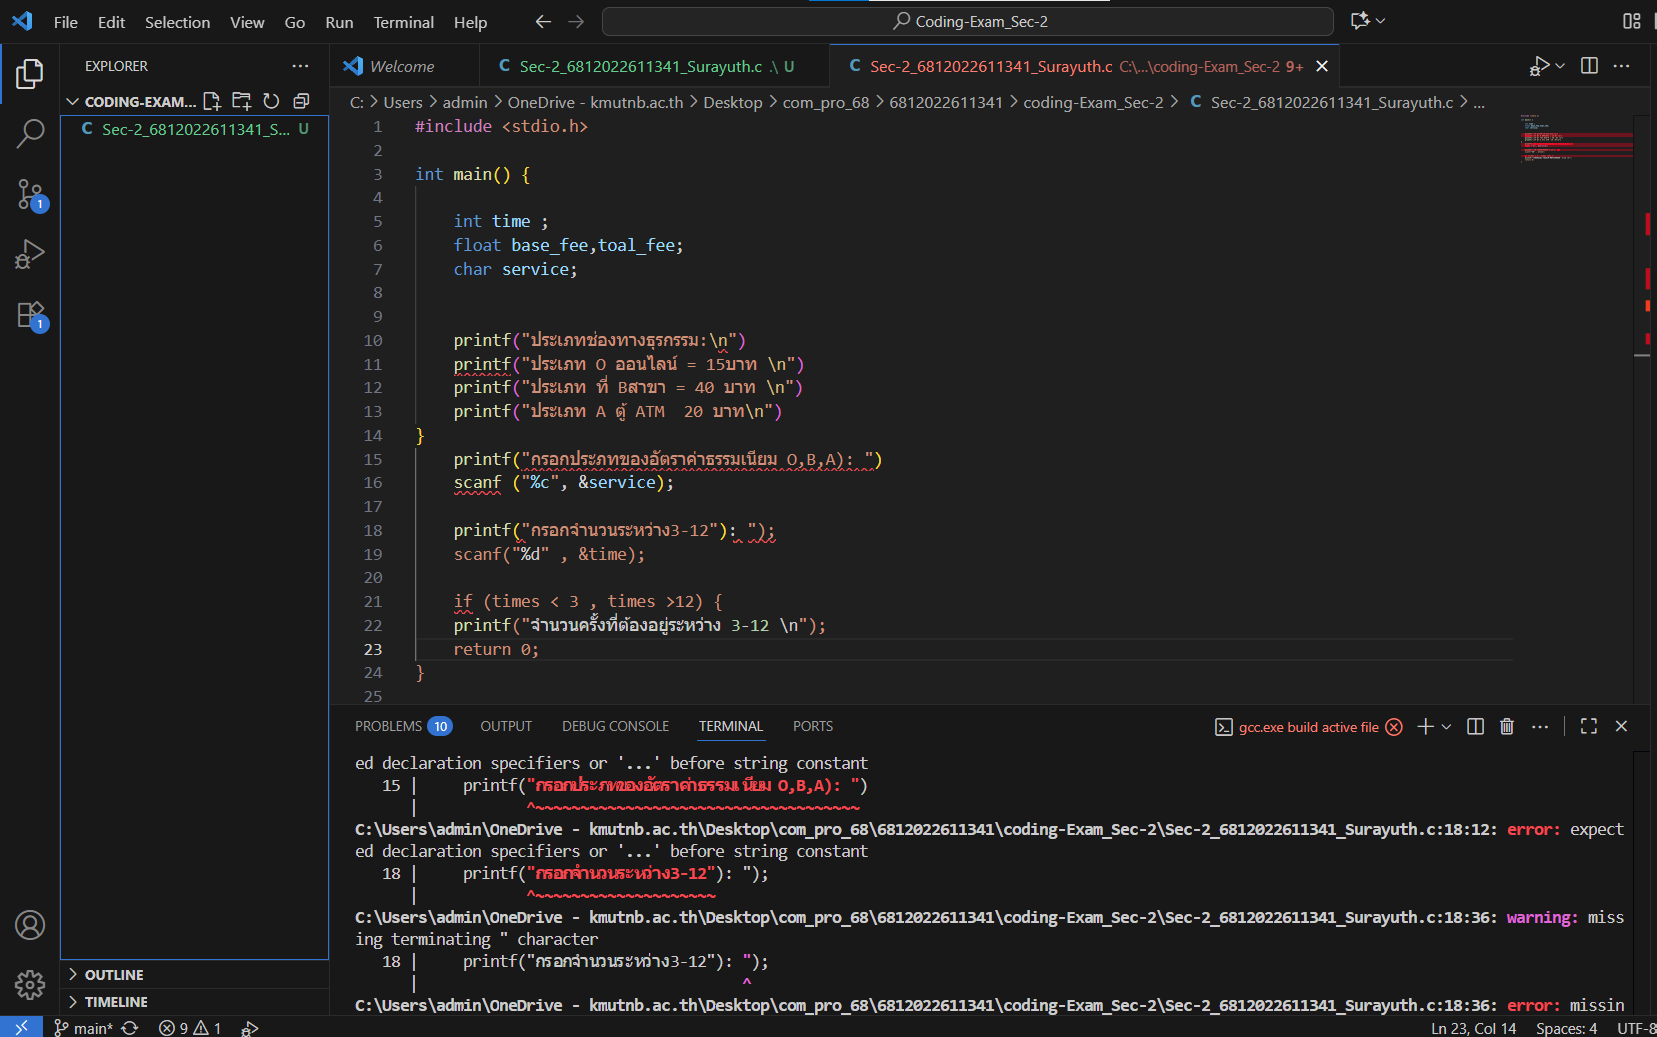 File Edit Selection View Go Run Terminal Help
Coding-Exam_Sec-2
EXPLORER
Welcome
Sec-2_6812022611341_Surayuth.c .\ U
Sec-2_6812022611341_Surayuth.c C:\...\coding-Exam_Sec-2 9+
CODING-EXAM...
C: > Users > admin > OneDrive - kmutnb.ac.th > Desktop > com_pro_68 > 6812022611341 > coding-Exam_Sec-2 > C Sec-2_6812022611341_Surayuth.c > ...
C Sec-2_6812022611341_S... U
1 #include <stdio.h>
2
3 int main() {
4
5 int time ;
6 float base_fee,toal_fee;
7 char service;
8
9
10 printf("ประเภทช่องทางธุรกรรม:\n")
11 printf("ประเภท O ออนไลน์ = 15บาท \n")
12 printf("ประเภท ที่ Bสาขา = 40 บาท \n")
13 printf("ประเภท A ตู้ ATM  20 บาท\n")
14 }
15 printf("กรอกประภทของอัตราค่าธรรมเนียม O,B,A): ")
16 scanf ("%c", &service);
17
18 printf("กรอกจำนวนระหว่าง3-12"): ");
19 scanf("%d" , &time);
20
21 if (times < 3 , times >12) {
22 printf("จำนวนครั้งที่ต้องอยู่ระหว่าง 3-12 \n");
23 return 0;
24 }
25
PROBLEMS 10 OUTPUT DEBUG CONSOLE TERMINAL PORTS
gcc.exe build active file
ed declaration specifiers or '...' before string constant
15 | printf("กรอกประภทของอัตราค่าธรรมเนียม O,B,A): ")
| ^~~~~~~~~~~~~~~~~~~~~~~~~~~~~~~~~~~~~
C:\Users\admin\OneDrive - kmutnb.ac.th\Desktop\com_pro_68\6812022611341\coding-Exam_Sec-2\Sec-2_6812022611341_Surayuth.c:18:12: error: expect
ed declaration specifiers or '...' before string constant
18 | printf("กรอกจำนวนระหว่าง3-12"): ");
| ^~~~~~~~~~~~~~~~~~~~~
C:\Users\admin\OneDrive - kmutnb.ac.th\Desktop\com_pro_68\6812022611341\coding-Exam_Sec-2\Sec-2_6812022611341_Surayuth.c:18:36: warning: miss
ing terminating " character
18 | printf("กรอกจำนวนระหว่าง3-12"): ");
| ^
C:\Users\admin\OneDrive - kmutnb.ac.th\Desktop\com_pro_68\6812022611341\coding-Exam_Sec-2\Sec-2_6812022611341_Surayuth.c:18:36: error: missin
OUTLINE
TIMELINE
main* 9 1
Ln 23, Col 14 Spaces: 4 UTF-8